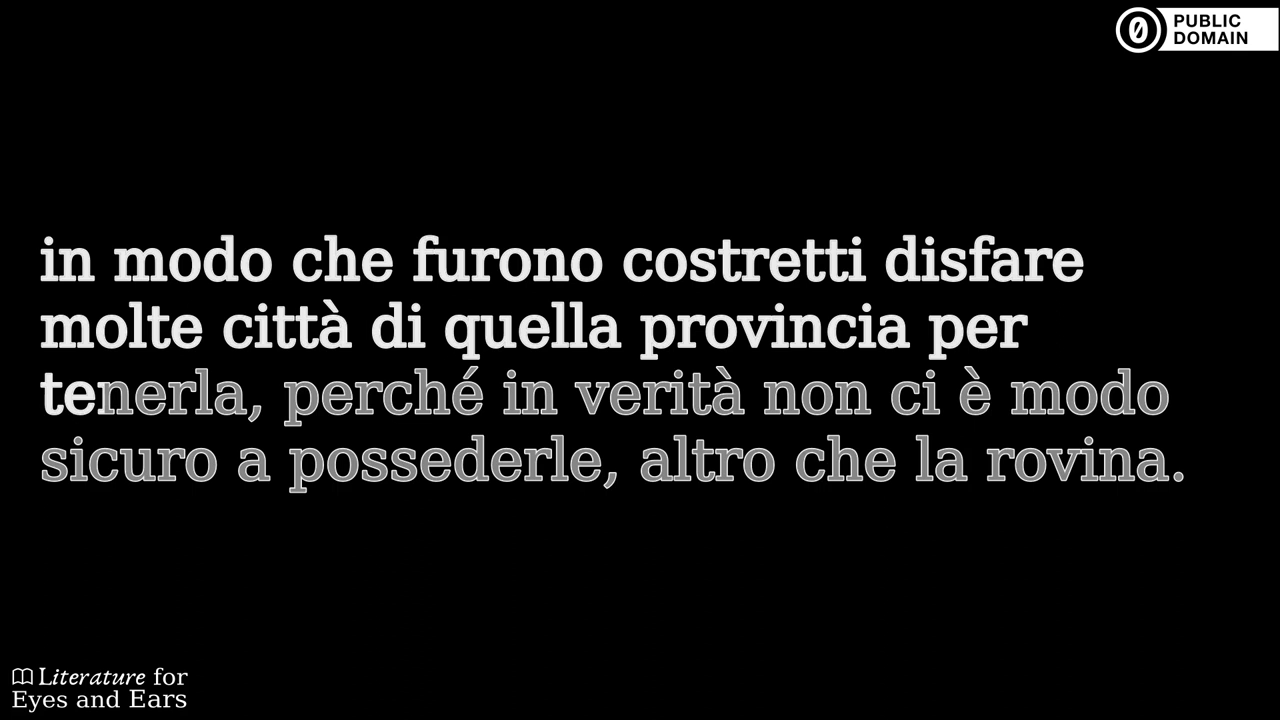 PUBLIC
DOMAIN
in modo che furono costretti disfare
molte città di quella provincia per
tenerla, perché in verità non ci è modo
sicuro a possederle, altro che la rovina.
Literature for
Eyes and Ears